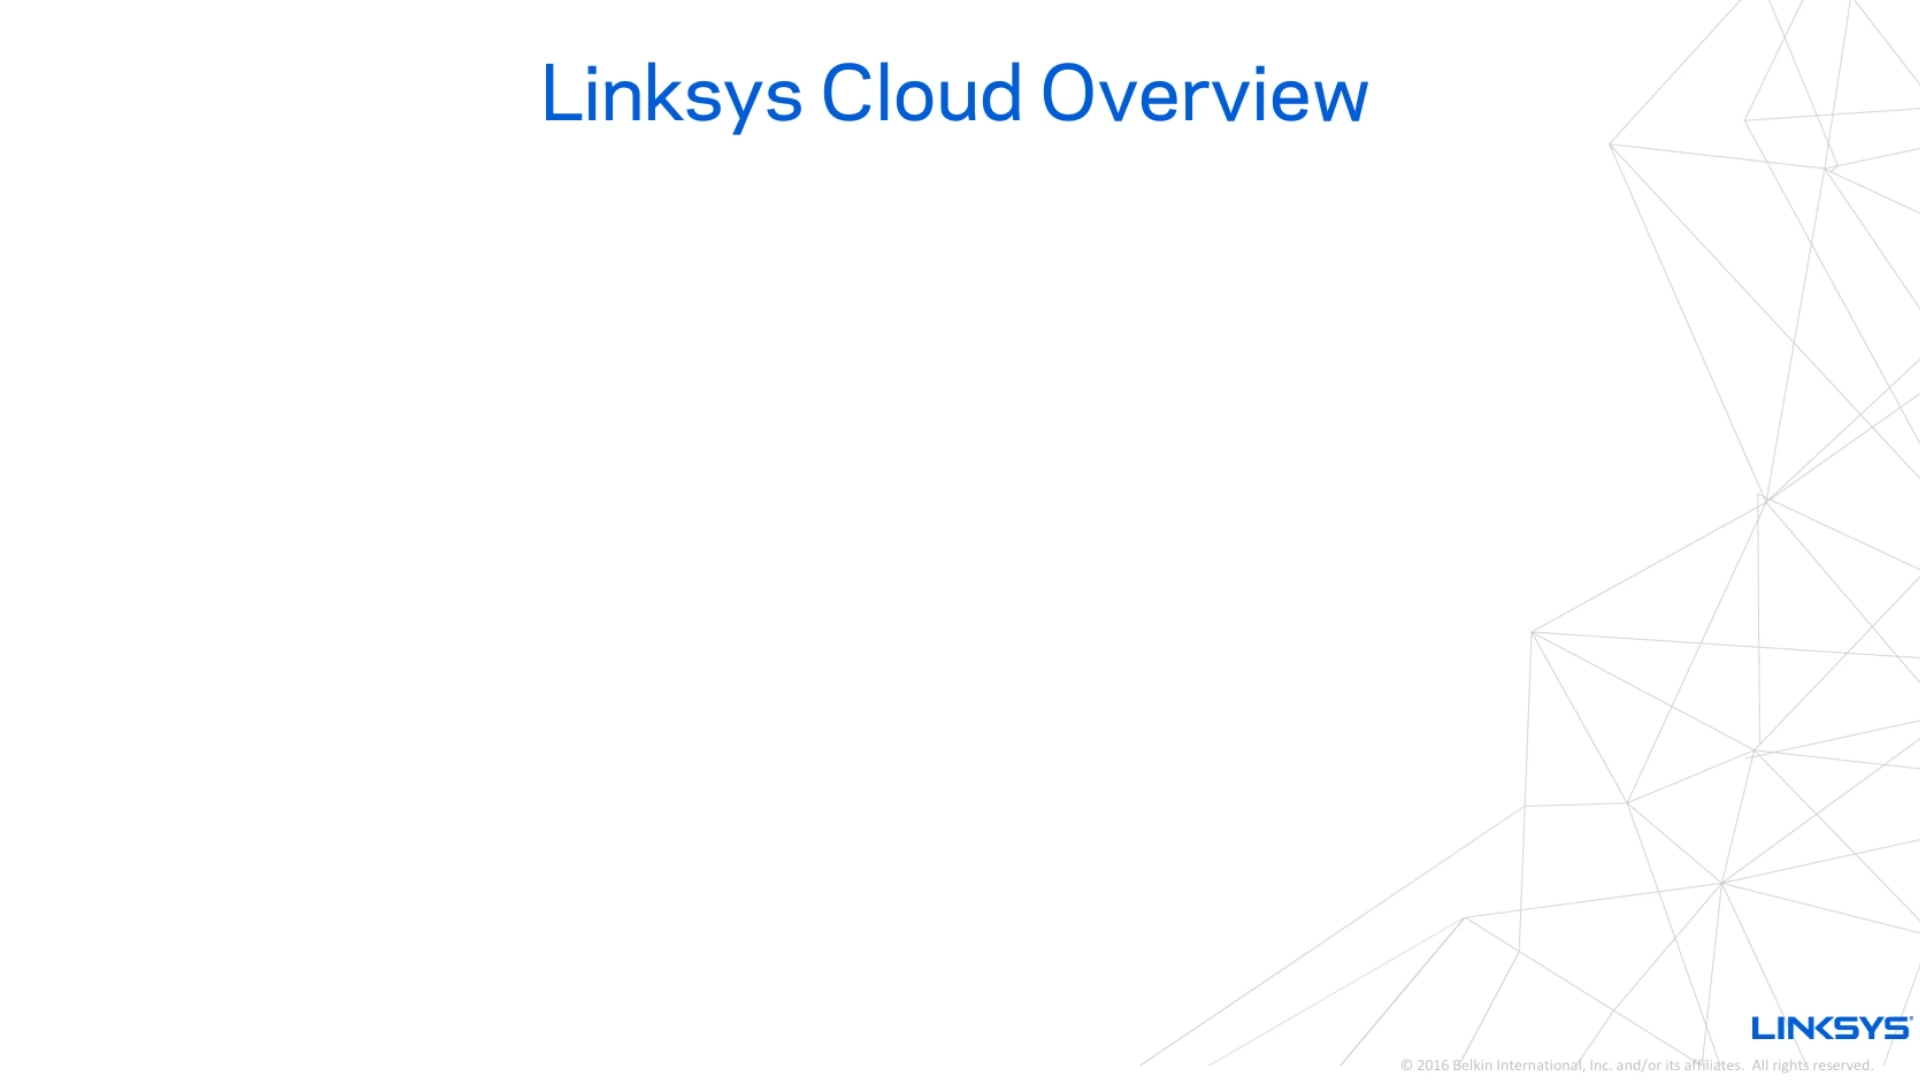 Linksys Cloud Overview
LINKSYS®
© 2016 Belkin International, Inc. and/or its affiliates. All rights reserved.